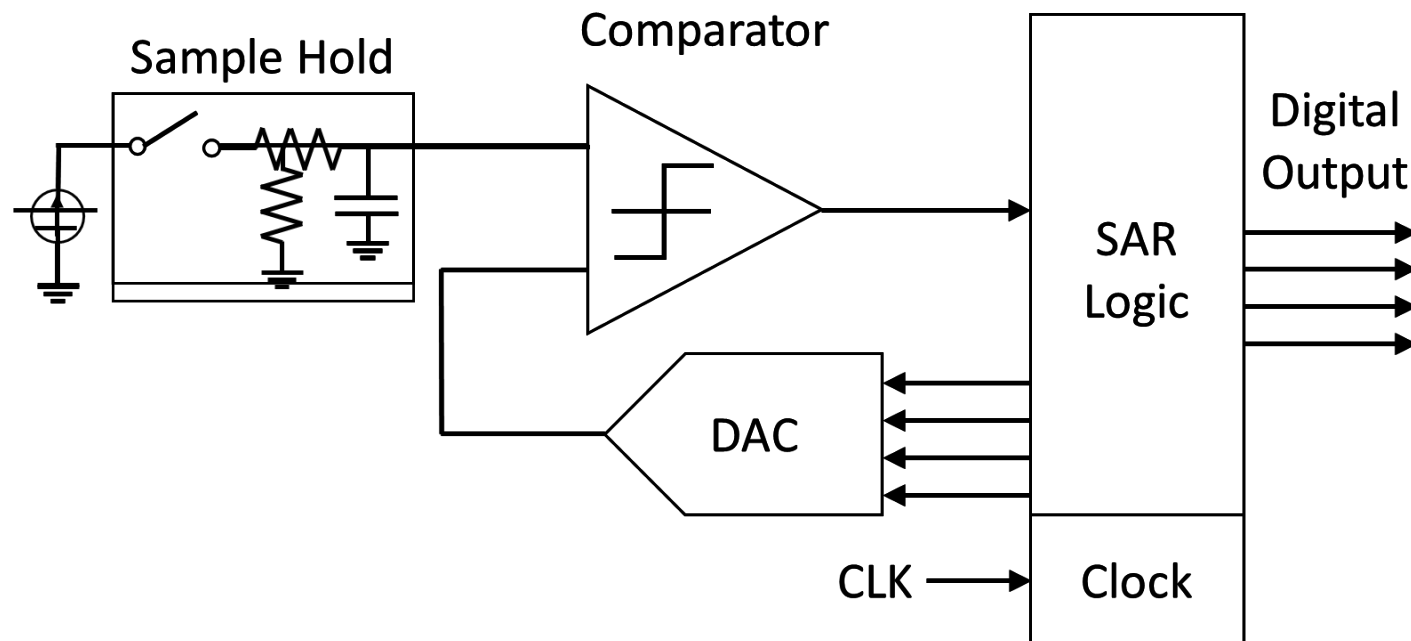 Comparator
Sample Hold
Digital
Output
SAR
Logic
DAC
CLK
Clock